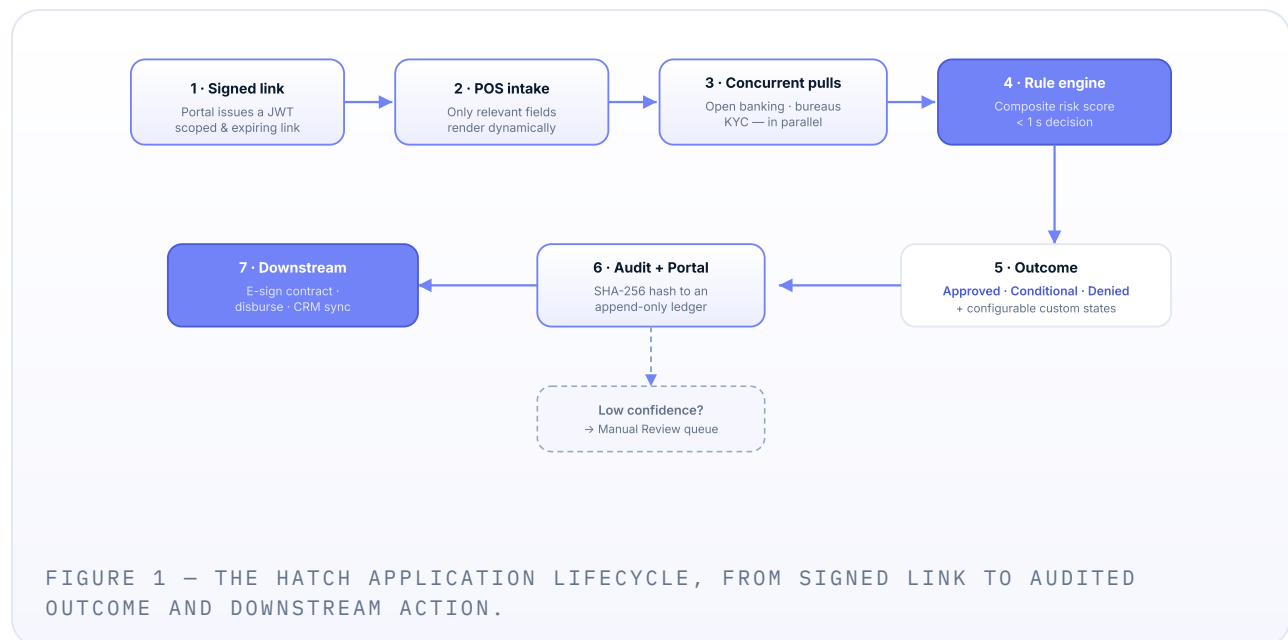 1 · Signed link
Portal issues a JWT
scoped & expiring link
2 · POS intake
Only relevant fields
render dynamically
3 · Concurrent pulls
Open banking · bureaus
KYC — in parallel
4 · Rule engine
Composite risk score
< 1 s decision
5 · Outcome
Approved · Conditional · Denied
+ configurable custom states
6 · Audit + Portal
SHA-256 hash to an
append-only ledger
7 · Downstream
E-sign contract ·
disburse · CRM sync
Low confidence?
→ Manual Review queue
FIGURE 1 — THE HATCH APPLICATION LIFECYCLE, FROM SIGNED LINK TO AUDITED
OUTCOME AND DOWNSTREAM ACTION.